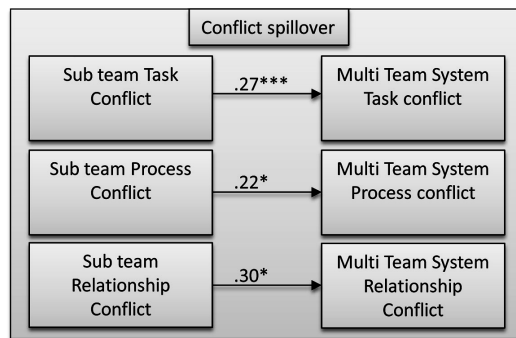 Conflict spillover
Sub team Task
Conflict
.27***
Multi Team System
Task conflict
Sub team Process
Conflict
.22*
Multi Team System
Process conflict
Sub team
Relationship
Conflict
.30*
Multi Team System
Relationship
Conflict